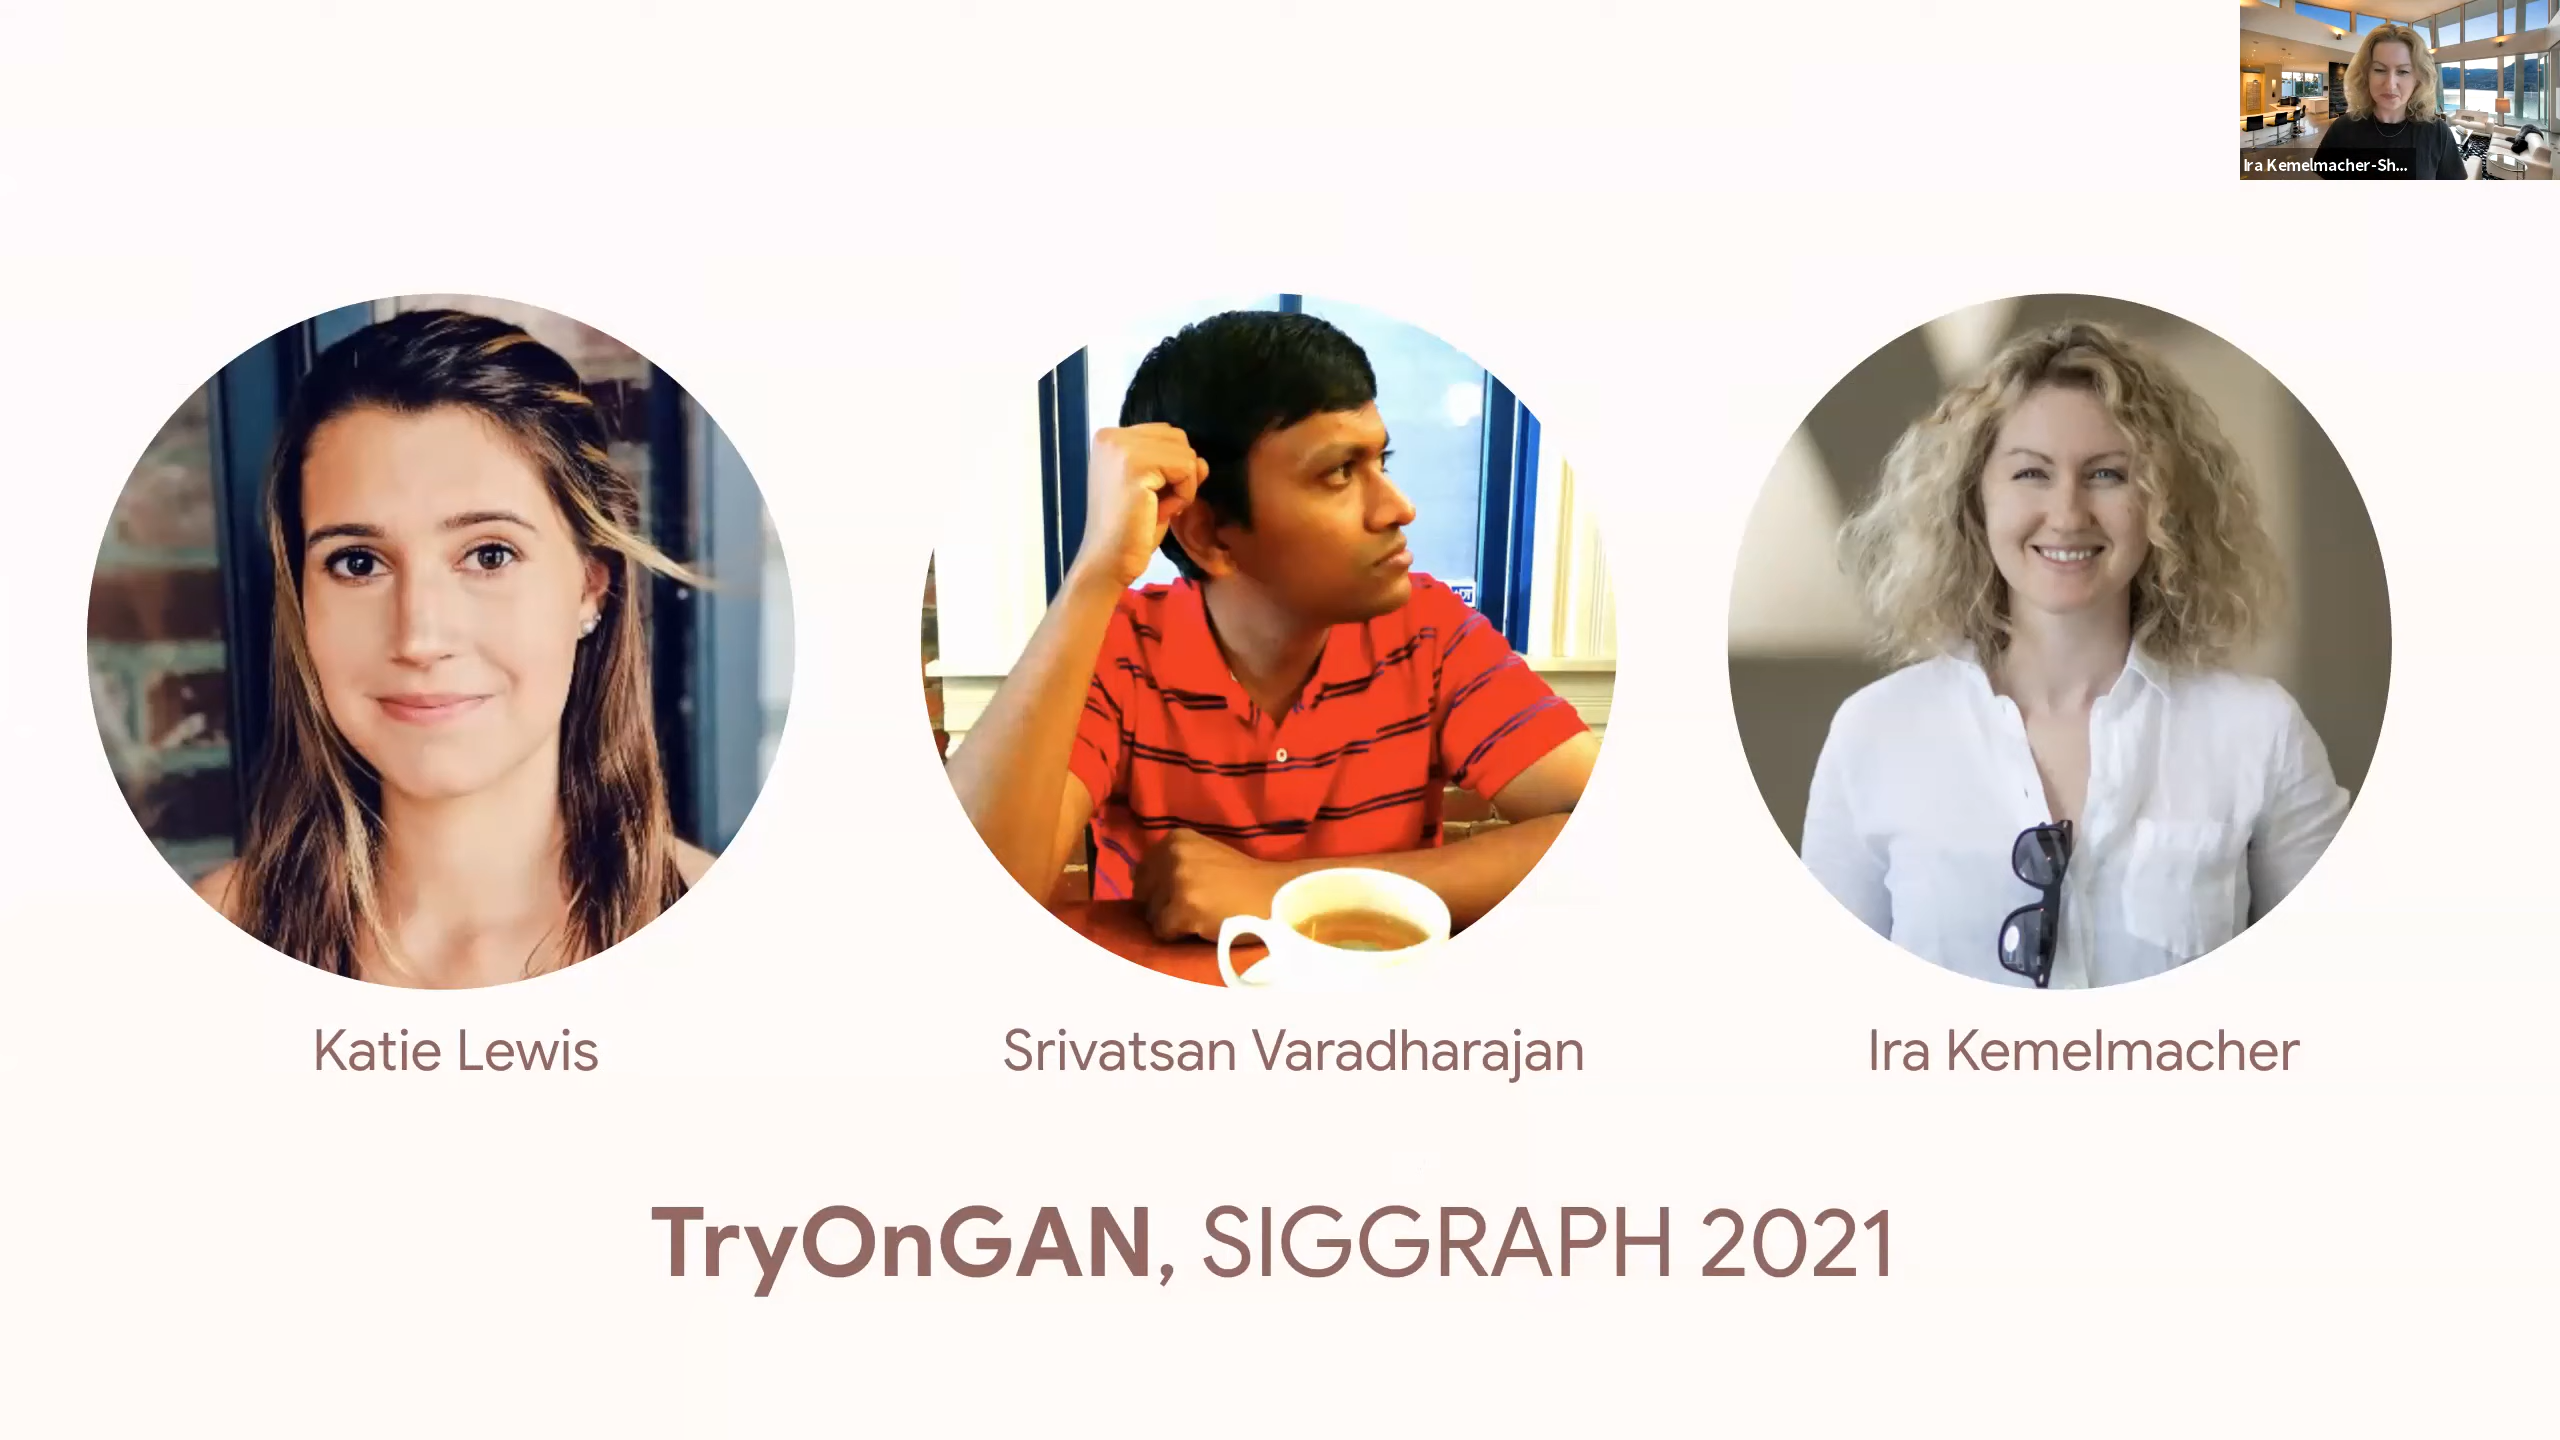 Ira Kemelmacher-Sh...
Katie Lewis
Srivatsan Varadharajan
Ira Kemelmacher
TryOnGAN, SIGGRAPH 2021